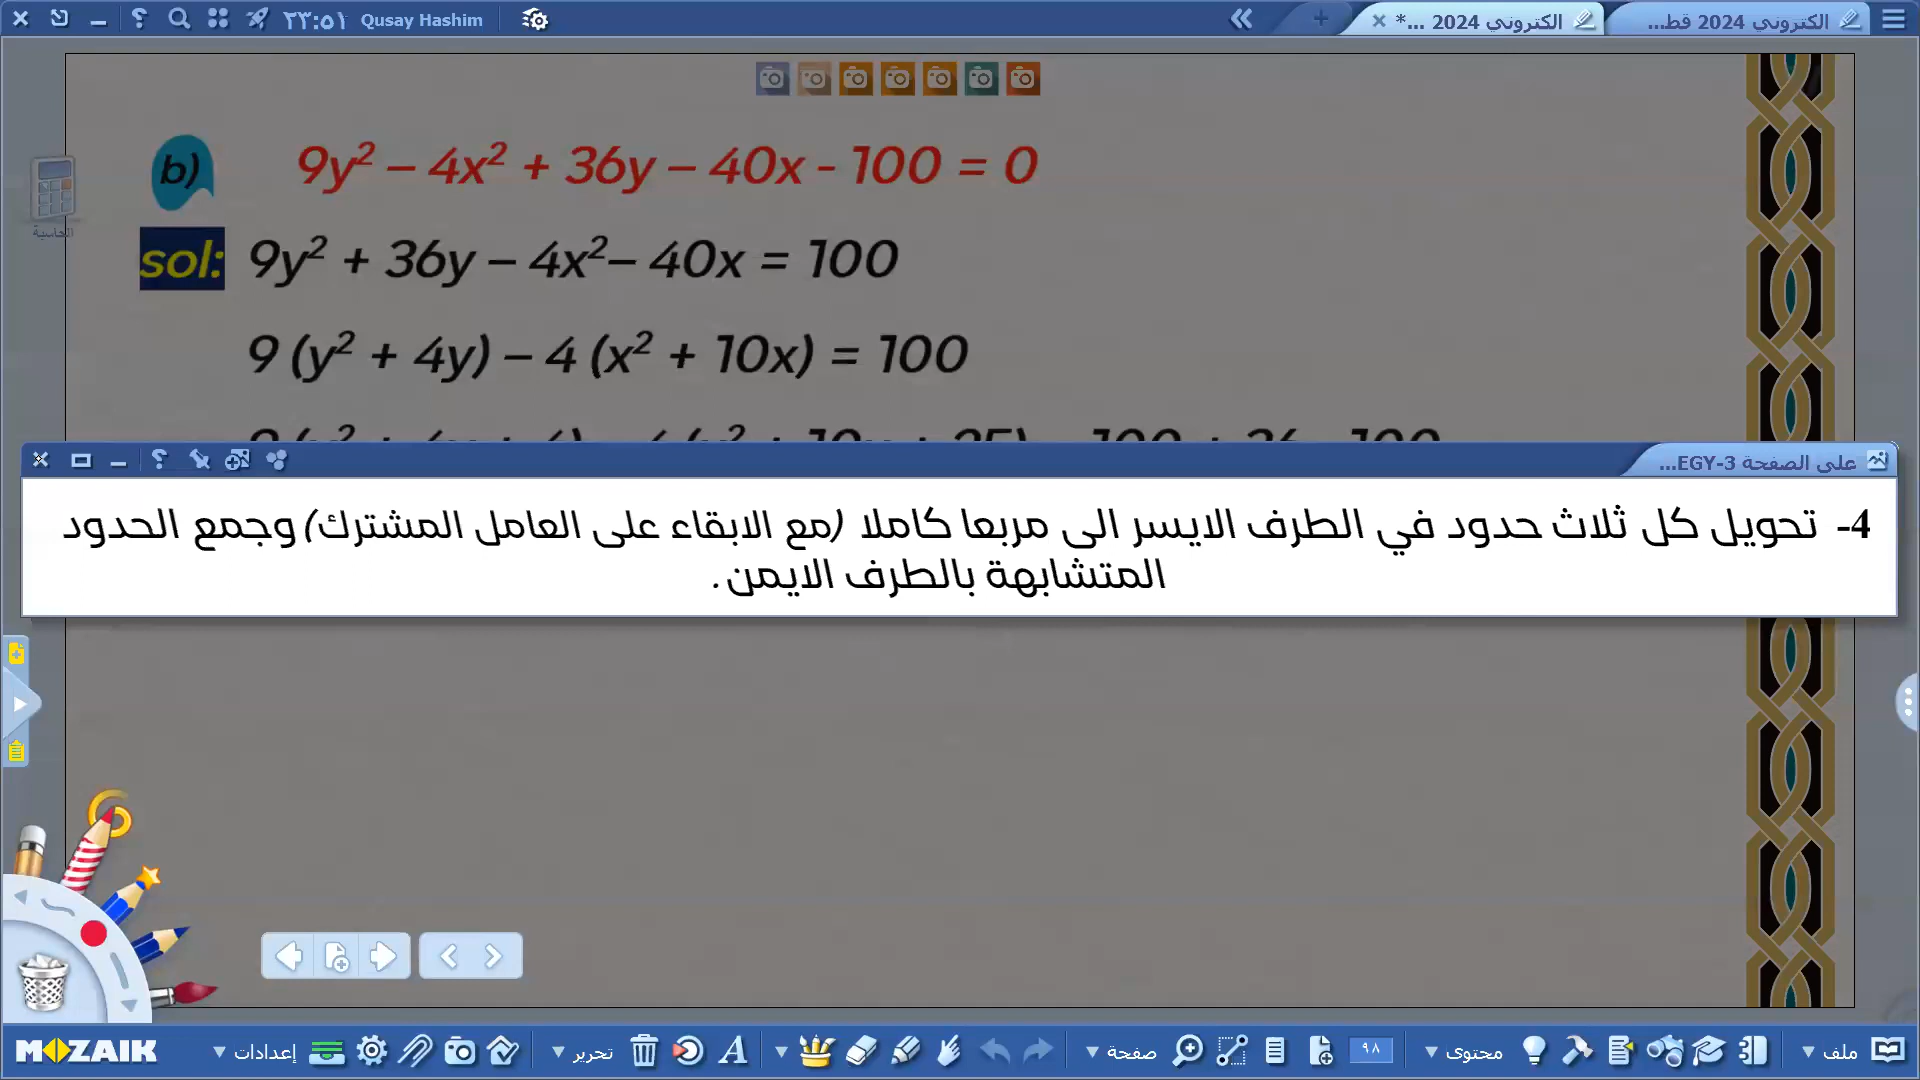 ٢٣:٥١ Qusay Hashim
الكتروني 2024 ...*
الكتروني 2024 قط...
b) 9y² – 4x² + 36y – 40x - 100 = 0
الحاسبة
sol: 9y² + 36y – 4x²– 40x = 100
9 (y² + 4y) – 4 (x² + 10x) = 100
على الصفحة EGY-3...
4- تحويل كل ثلاث حدود في الطرف الايسر الى مربعا كاملا (مع الابقاء على العامل المشترك) وجمع الحدود
المتشابهة بالطرف الايمن.
MOZAIK
إعدادات
تحرير
صفحة
٩٨
محتوى
ملف